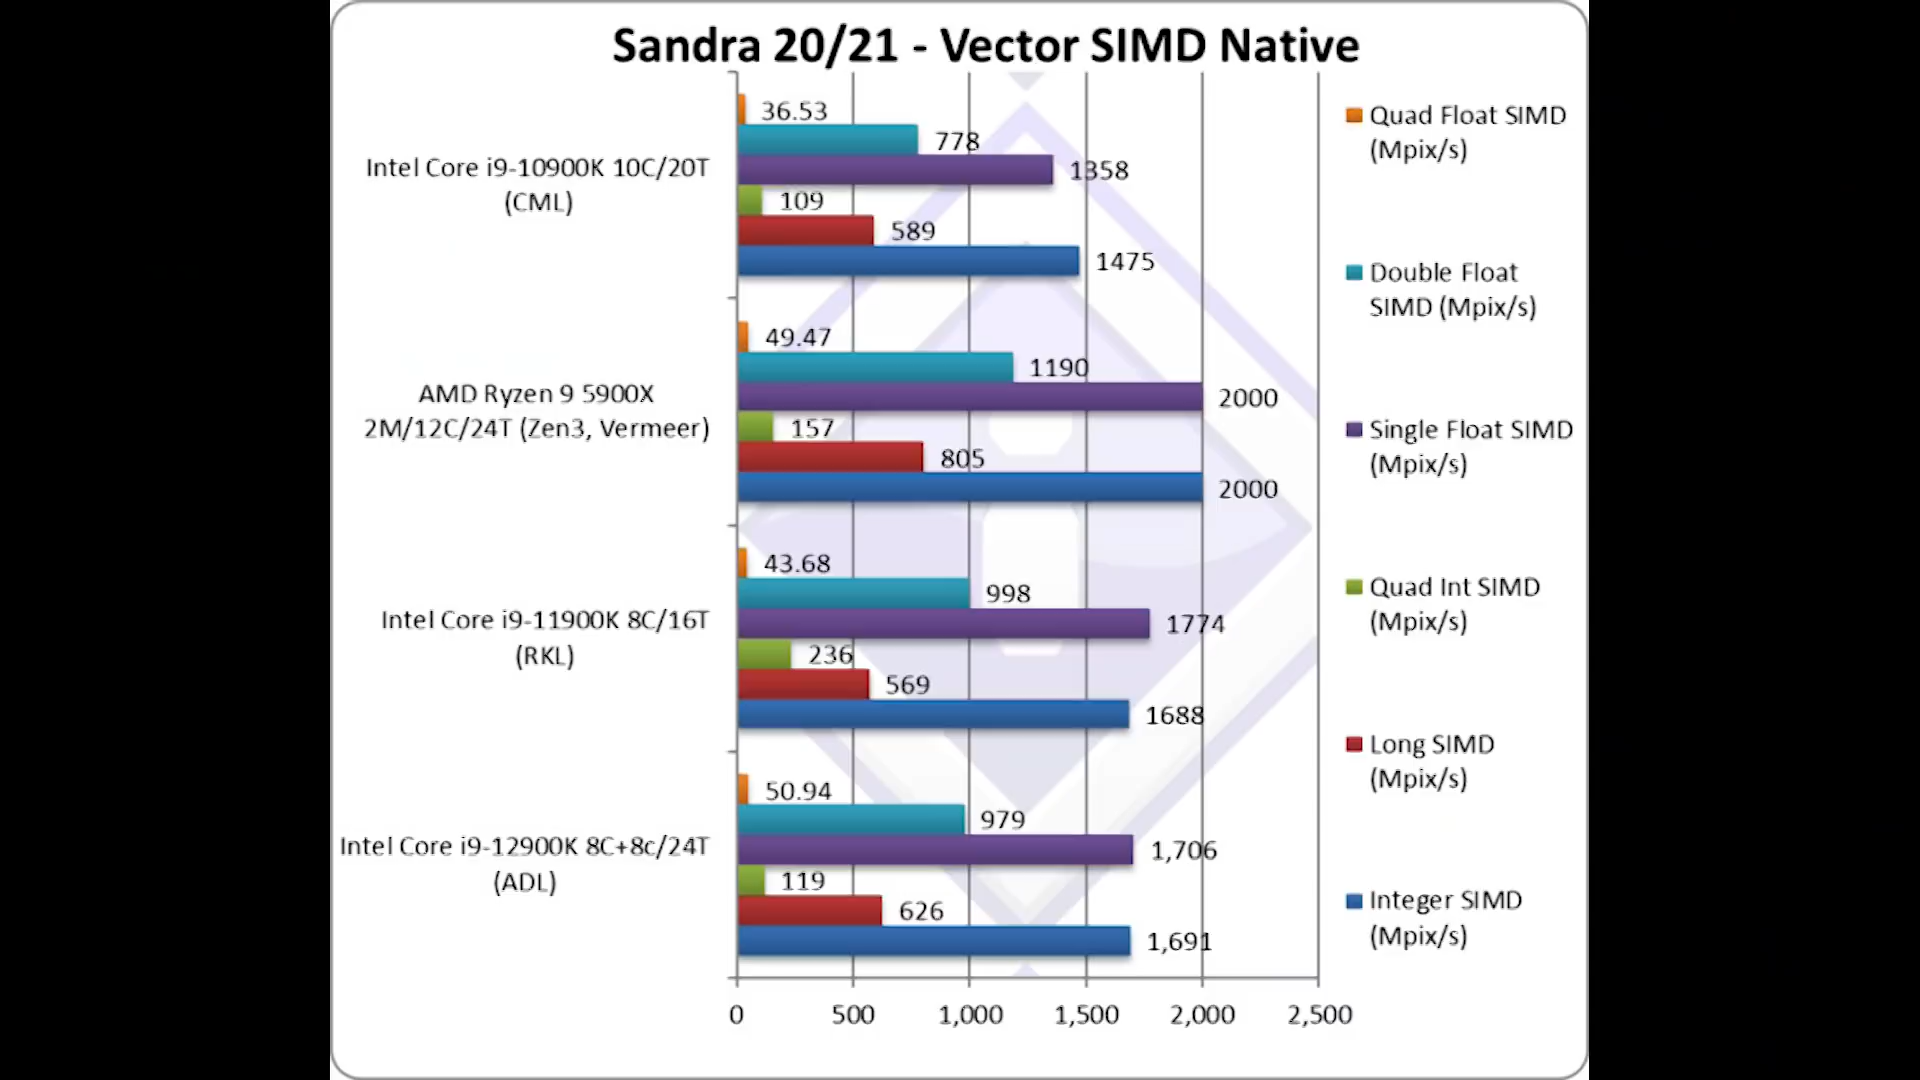 Sandra 20/21 - Vector SIMD Native
Intel Core i9-10900K 10C/20T
(CML)
36.53
778
1358
109
589
1475
AMD Ryzen 9 5900X
2M/12C/24T (Zen3, Vermeer)
49.47
1190
2000
157
805
2000
Intel Core i9-11900K 8C/16T
(RKL)
43.68
998
1774
236
569
1688
Intel Core i9-12900K 8C+8c/24T
(ADL)
50.94
979
1,706
119
626
1,691
0 500 1,000 1,500 2,000 2,500
Quad Float SIMD
(Mpix/s)
Double Float
SIMD (Mpix/s)
Single Float SIMD
(Mpix/s)
Quad Int SIMD
(Mpix/s)
Long SIMD
(Mpix/s)
Integer SIMD
(Mpix/s)